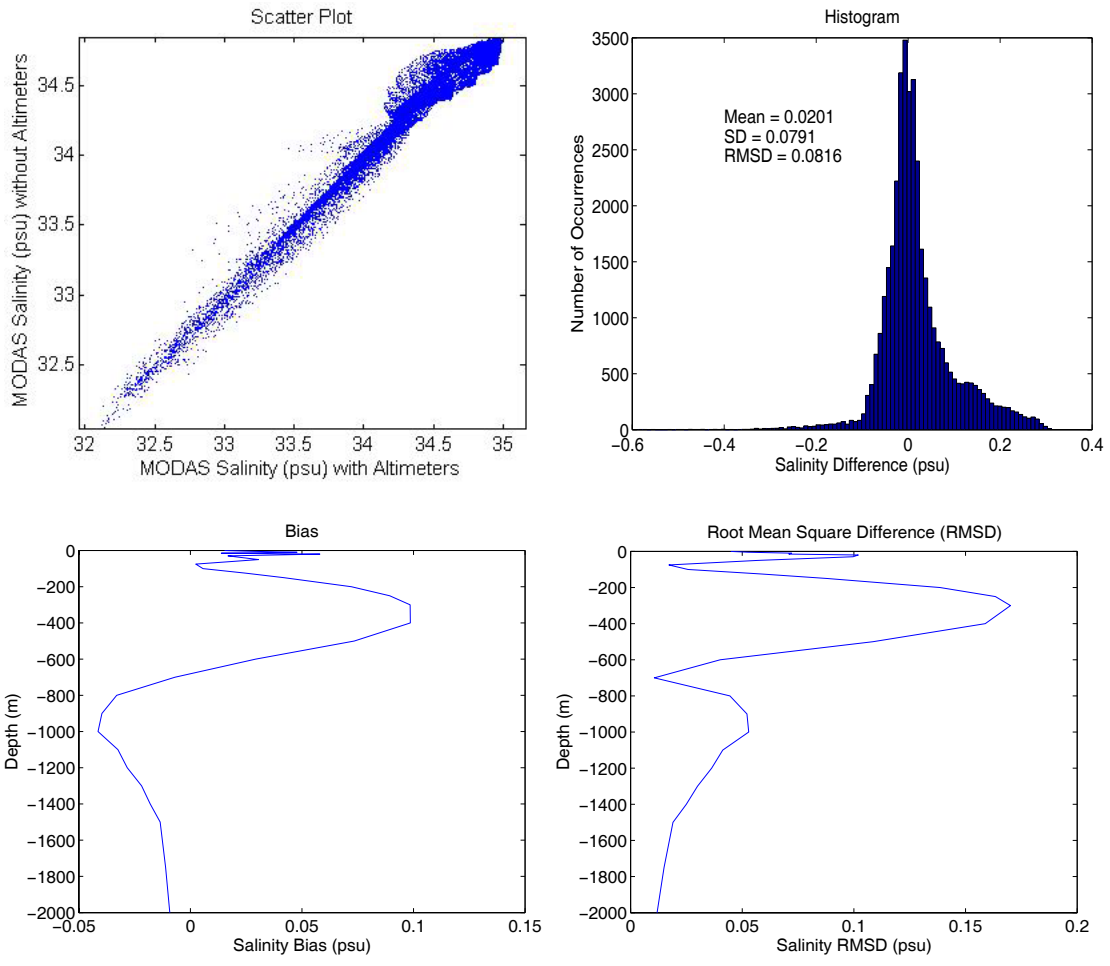 Scatter Plot
MODAS Salinity (psu) without Altimeters
34.5
34
33.5
33
32.5
32 32.5 33 33.5 34 34.5 35
MODAS Salinity (psu) with Altimeters
Histogram
Number of Occurrences
3500
3000
2500
2000
1500
1000
500
0
Mean = 0.0201
SD = 0.0791
RMSD = 0.0816
−0.6 −0.4 −0.2 0 0.2 0.4
Salinity Difference (psu)
Bias
Depth (m)
0
−200
−400
−600
−800
−1000
−1200
−1400
−1600
−1800
−2000
−0.05 0 0.05 0.1 0.15
Salinity Bias (psu)
Root Mean Square Difference (RMSD)
Depth (m)
0
−200
−400
−600
−800
−1000
−1200
−1400
−1600
−1800
−2000
0 0.05 0.1 0.15 0.2
Salinity RMSD (psu)